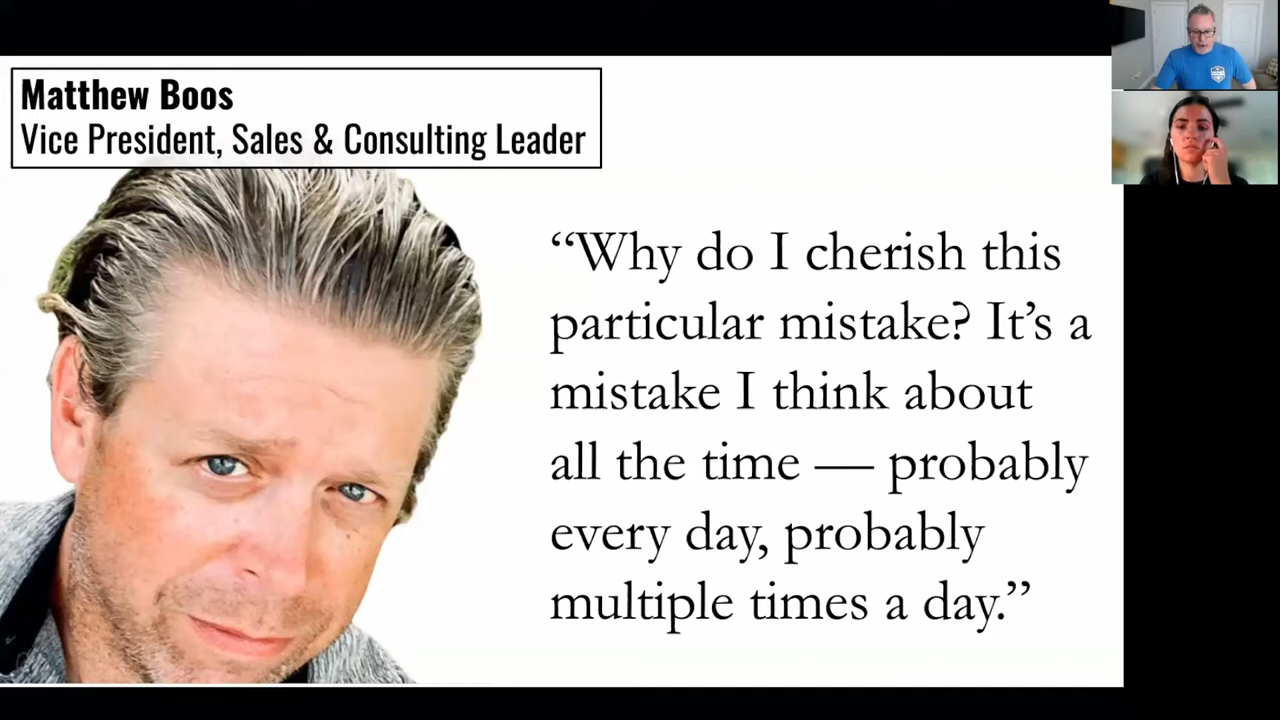 Matthew Boos
Vice President, Sales & Consulting Leader
“Why do I cherish this
particular mistake? It’s a
mistake I think about
all the time — probably
every day, probably
multiple times a day.”